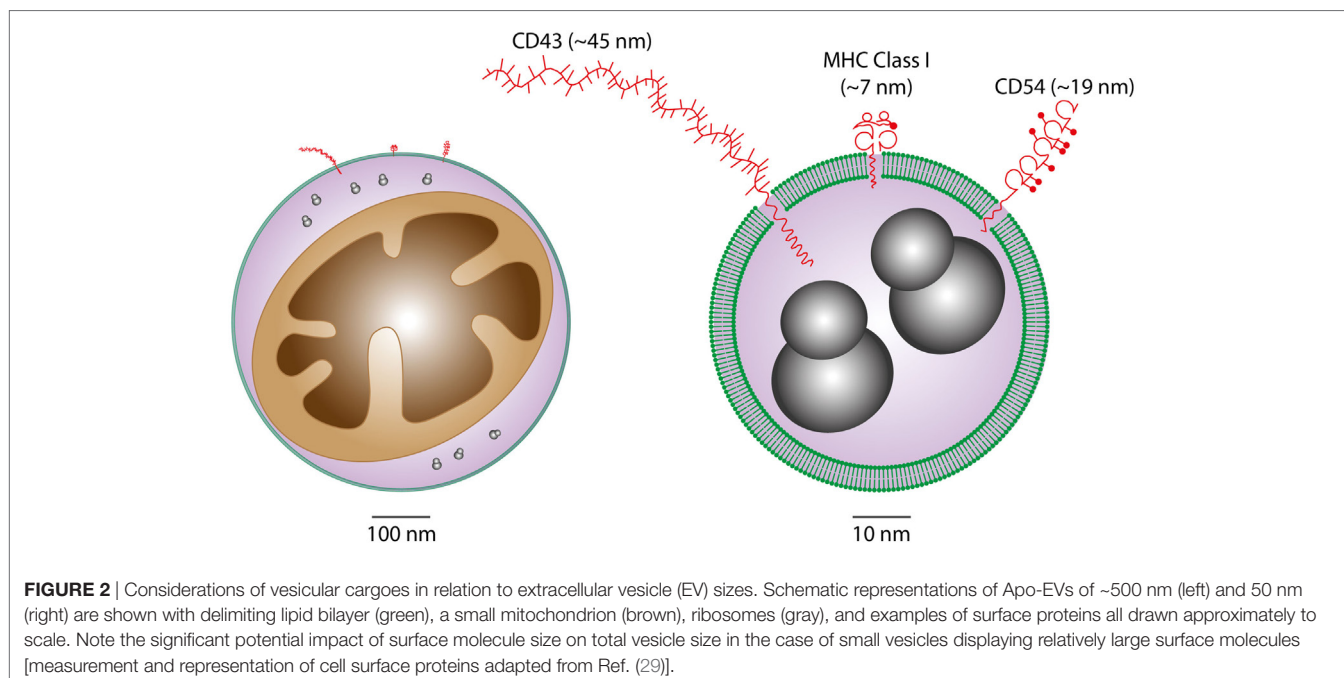 CD43 (~45 nm)
MHC Class I
(~7 nm)
CD54 (~19 nm)
100 nm
10 nm
FIGURE 2 | Considerations of vesicular cargoes in relation to extracellular vesicle (EV) sizes. Schematic representations of Apo-EVs of ~500 nm (left) and 50 nm
(right) are shown with delimiting lipid bilayer (green), a small mitochondrion (brown), ribosomes (gray), and examples of surface proteins all drawn approximately to
scale. Note the significant potential impact of surface molecule size on total vesicle size in the case of small vesicles displaying relatively large surface molecules
[measurement and representation of cell surface proteins adapted from Ref. (29)].